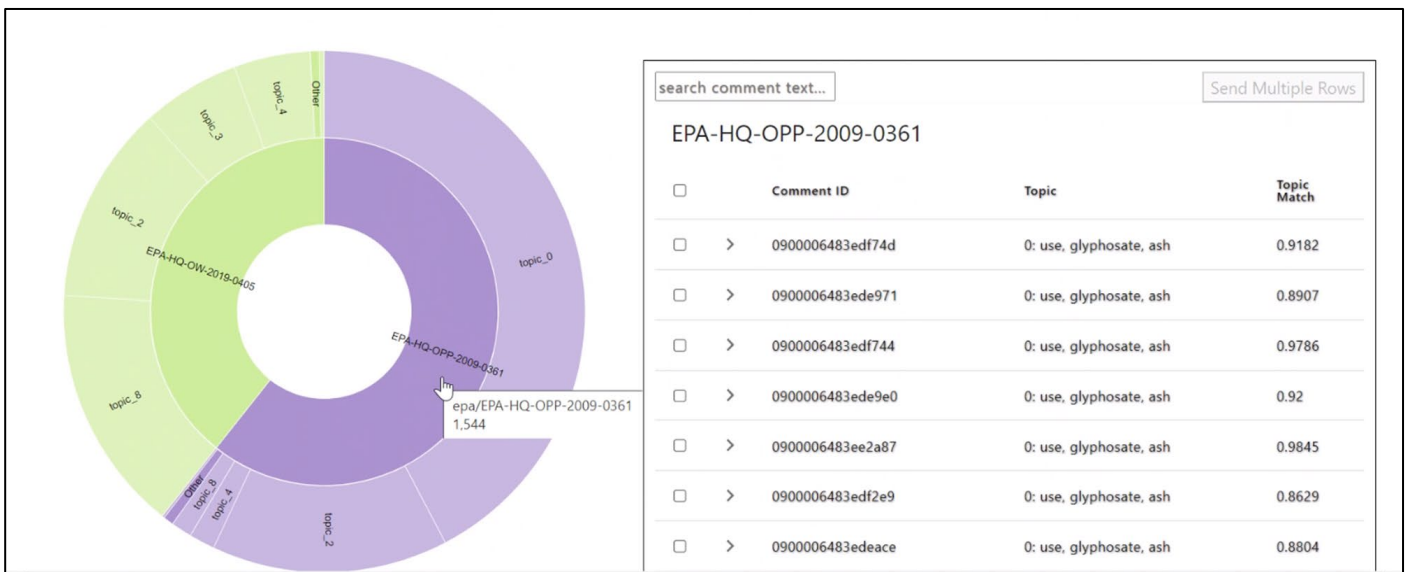 Other
topic_4
topic_3
topic_2
EPA-HQ-OW-2019-0405
topic_8
topic_0
EPA-HQ-OPP-2009-0361
epa/EPA-HQ-OPP-2009-0361
1,544
Other
topic_8
topic_4
topic_2
search comment text...
Send Multiple Rows
EPA-HQ-OPP-2009-0361
Comment ID Topic Topic Match
0900006483edf74d 0: use, glyphosate, ash 0.9182
0900006483ede971 0: use, glyphosate, ash 0.8907
0900006483edf744 0: use, glyphosate, ash 0.9786
0900006483ede9e0 0: use, glyphosate, ash 0.92
0900006483ee2a87 0: use, glyphosate, ash 0.9845
0900006483edf2e9 0: use, glyphosate, ash 0.8629
0900006483edeace 0: use, glyphosate, ash 0.8804